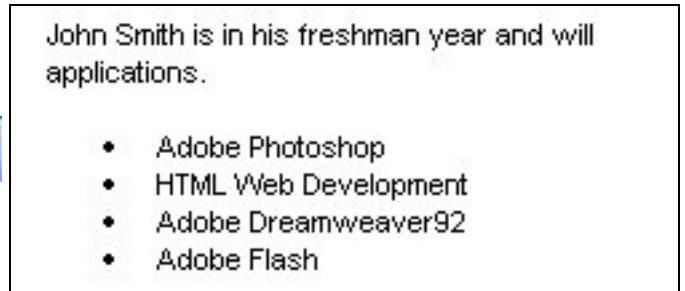 John Smith is in his freshman year and will
applications.
• Adobe Photoshop
• HTML Web Development
• Adobe Dreamweaver92
• Adobe Flash